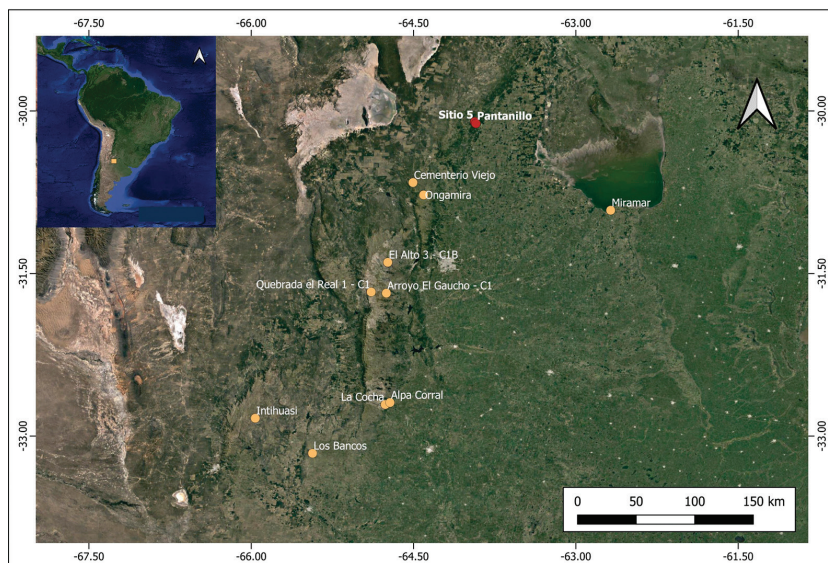 -67.50 -66.00 -64.50 -63.00 -61.50
-30.00 -30.00
Sitio 5 Pantanillo
Cementerio Viejo
Ongamira
Miramar
El Alto 3 - C1B
-31.50 -31.50
Quebrada el Real 1 - C1
Arroyo El Gaucho - C1
La Cocha
Alpa Corral
Intihuasi
-33.00 -33.00
Los Bancos
0 50 100 150 km
-67.50 -66.00 -64.50 -63.00 -61.50